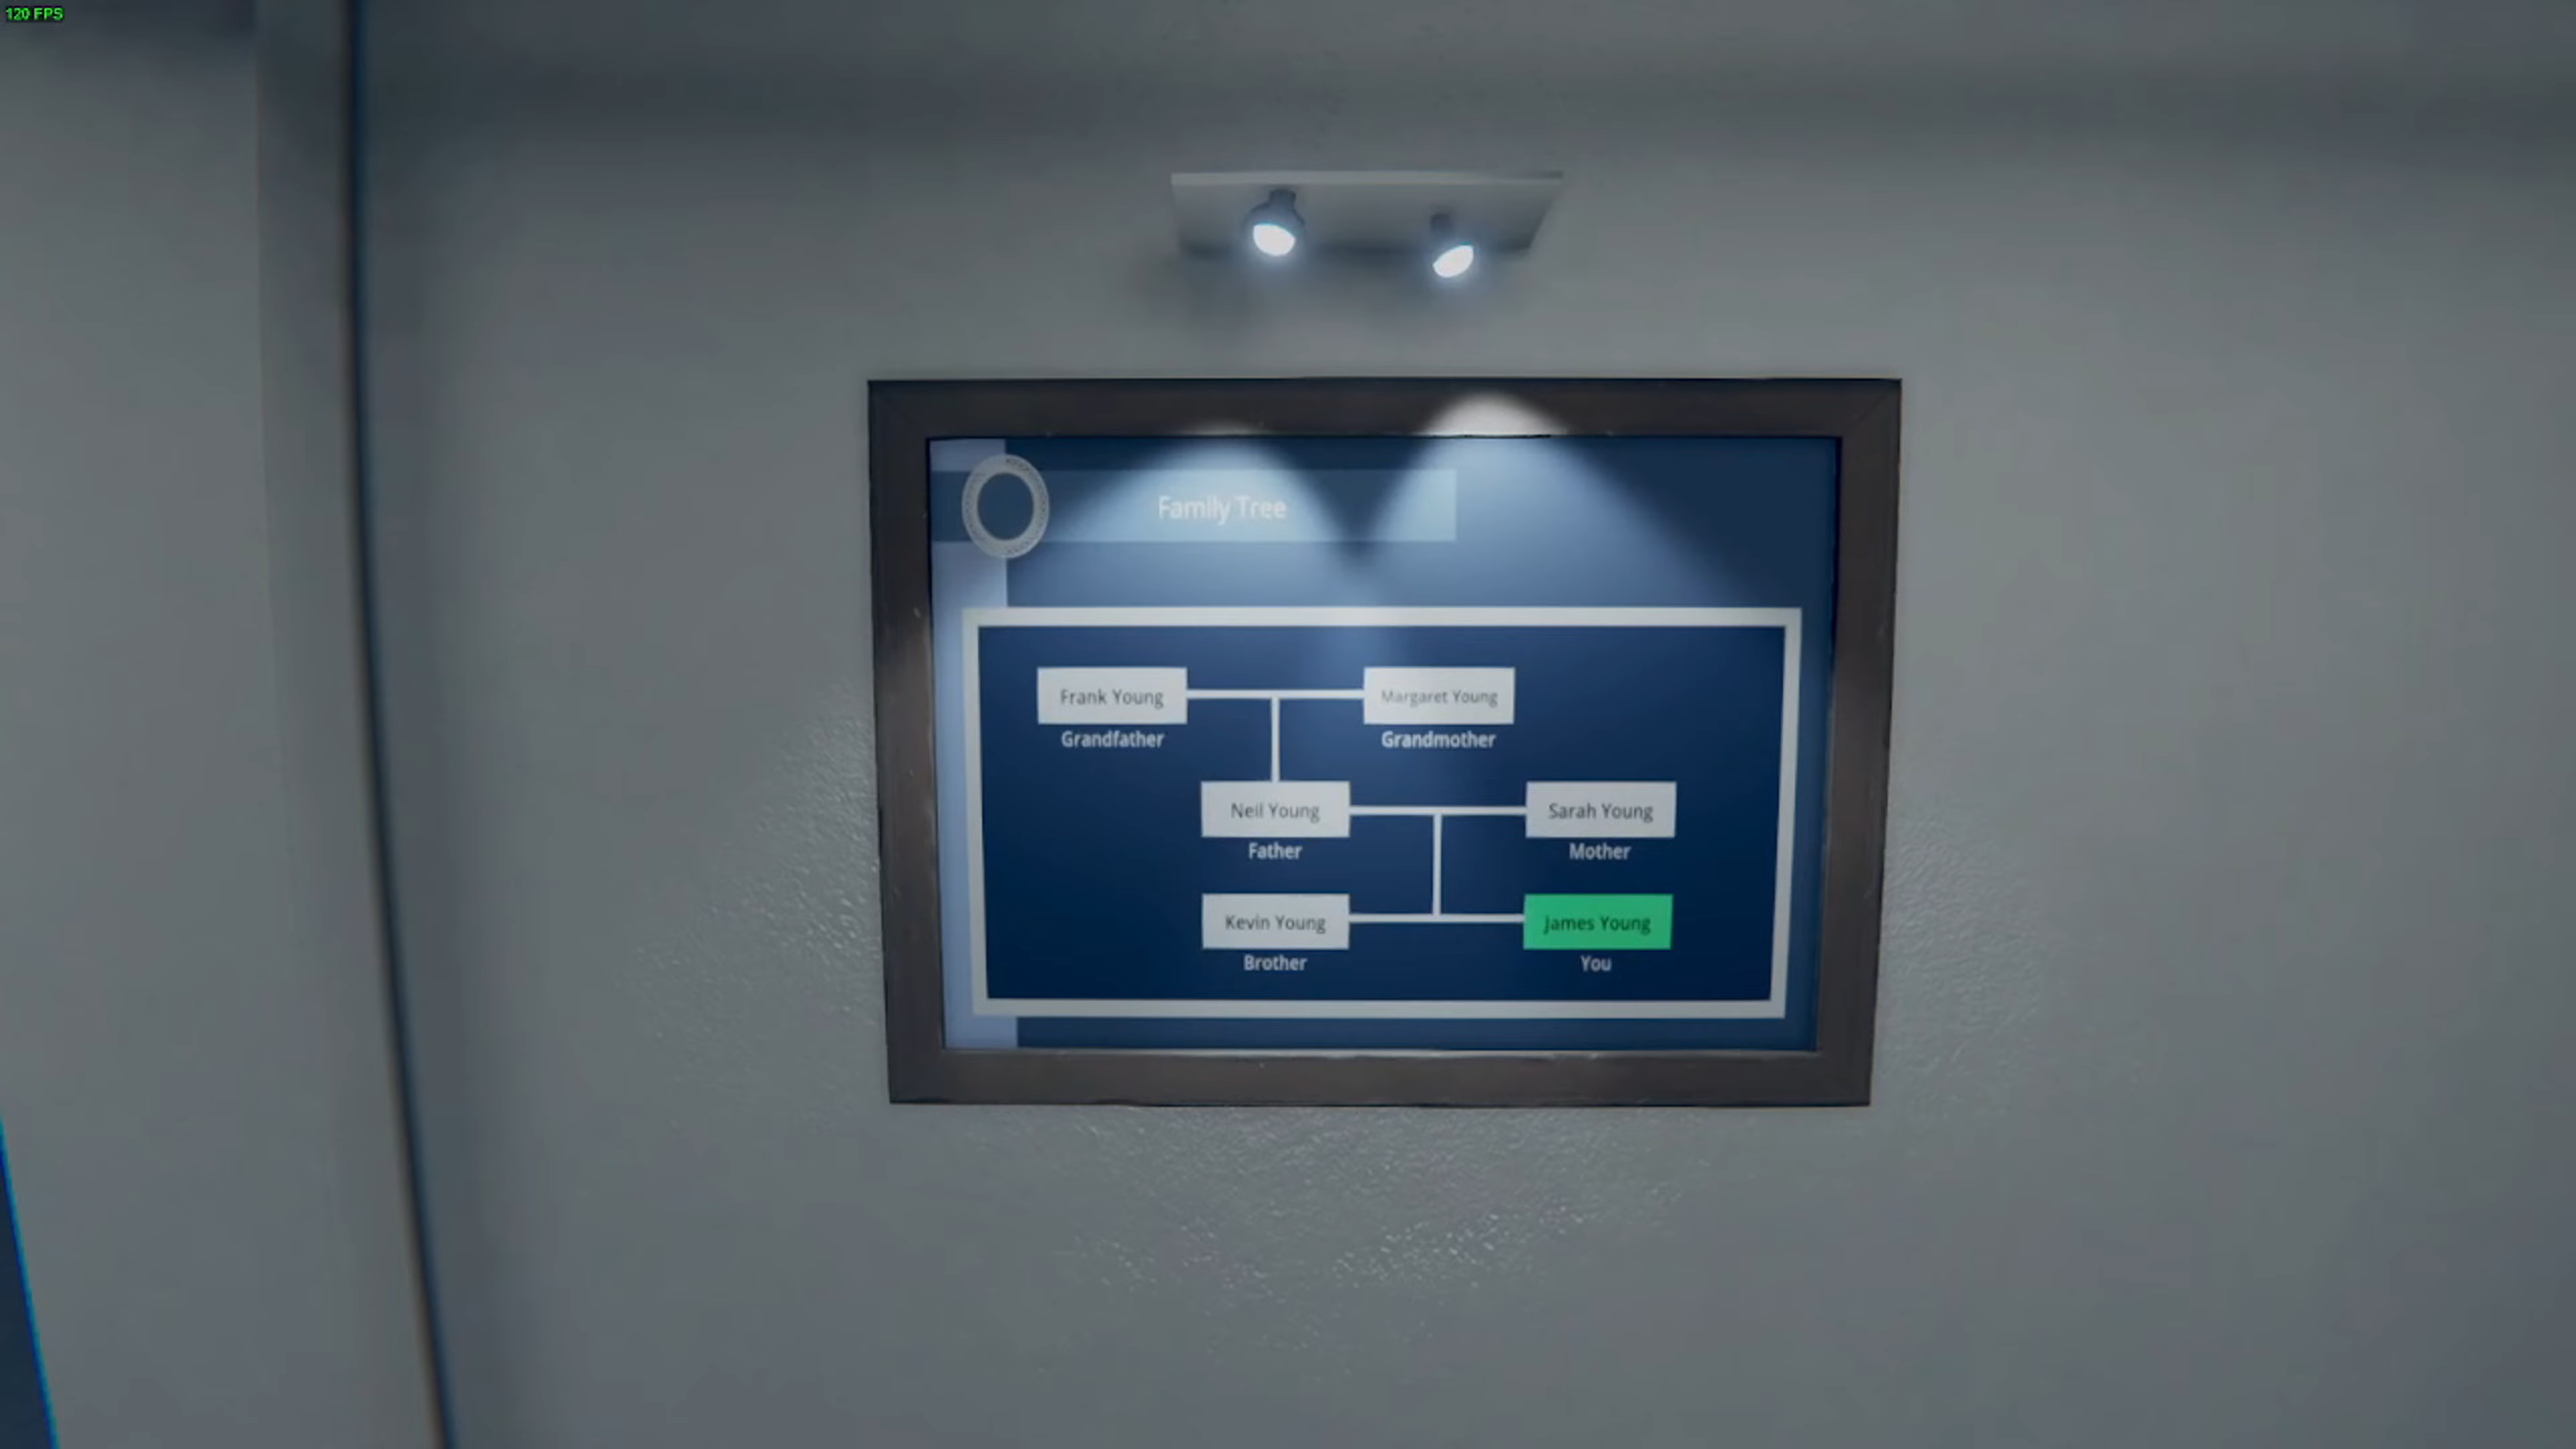 120 FPS
Family Tree
Frank Young
Margaret Young
Grandfather
Grandmother
Neil Young
Sarah Young
Father
Mother
Kevin Young
James Young
Brother
You